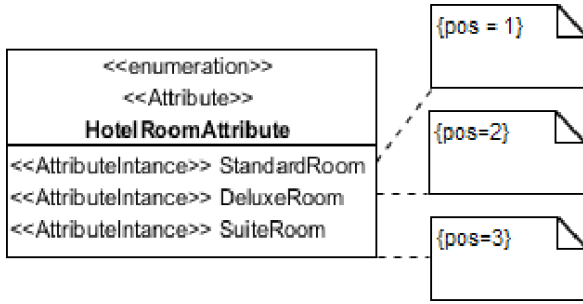 <<enumeration>>
<<Attribute>>
HotelRoomAttribute
<<AttributeIntance>> StandardRoom
<<AttributeIntance>> DeluxeRoom
<<AttributeIntance>> SuiteRoom
{pos = 1}
{pos=2}
{pos=3}